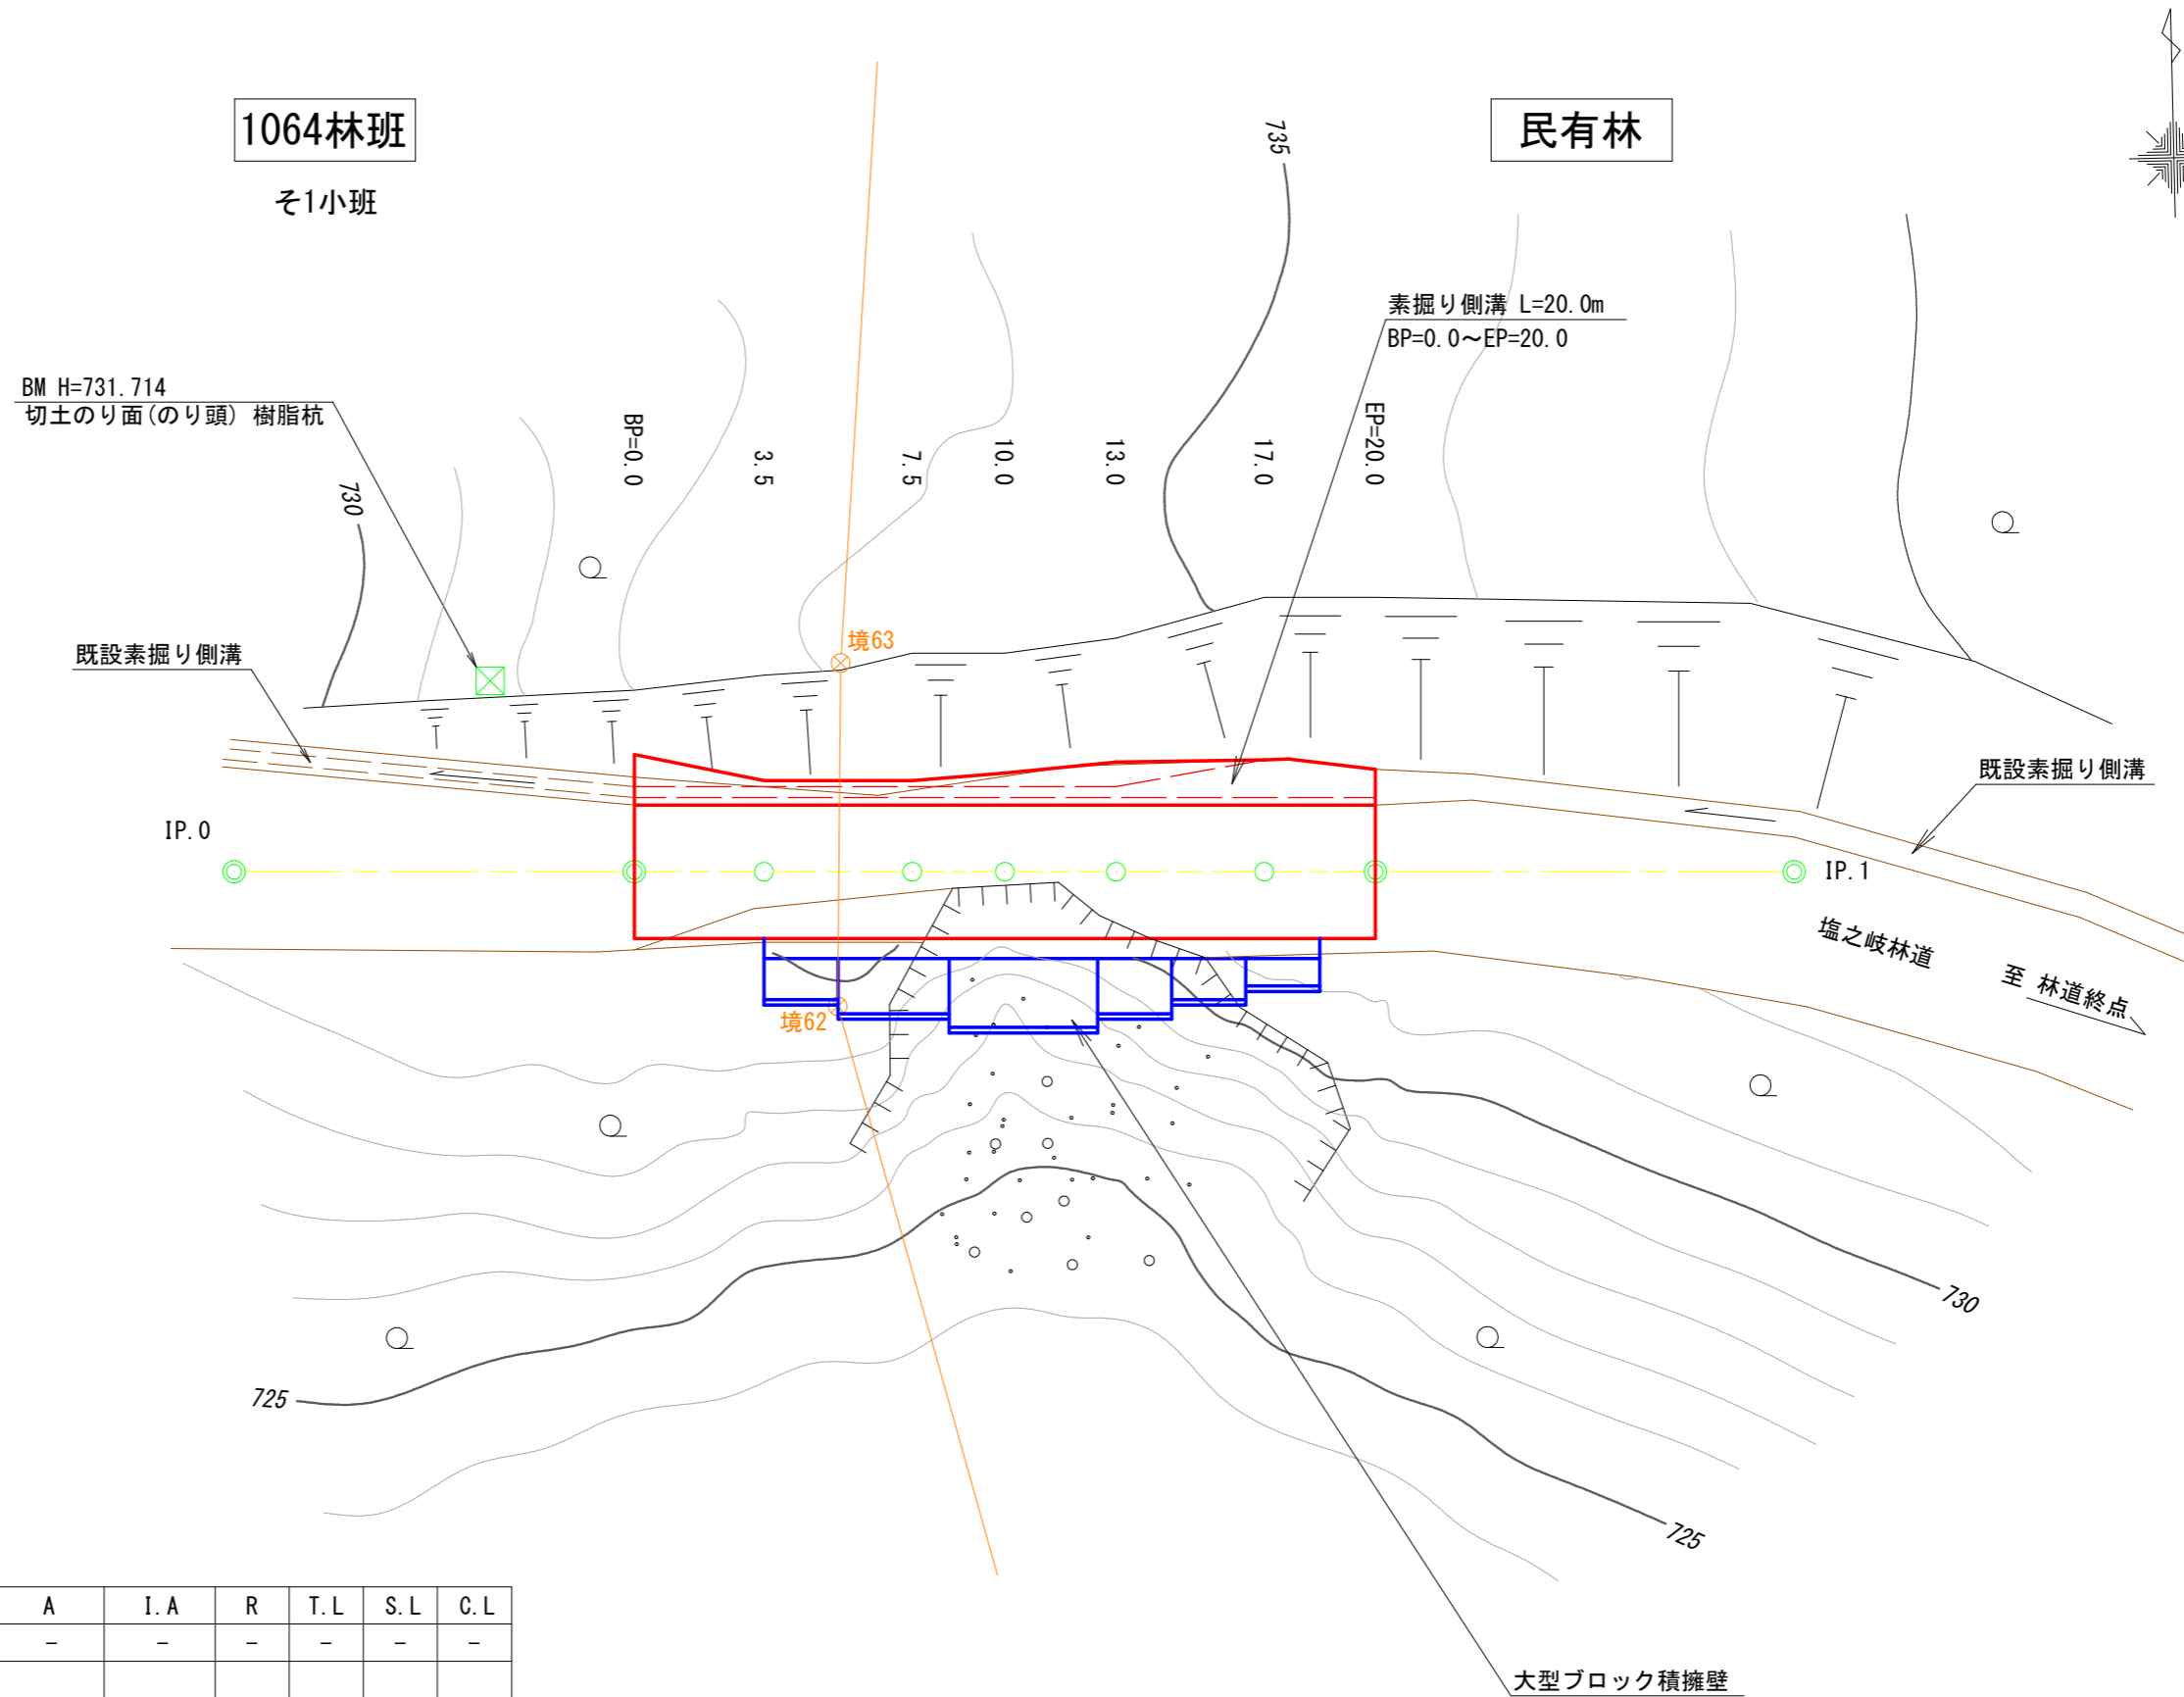 1064林班
民有林
そ1小班
735
素掘り側溝 L=20.0m
BP=0.0～EP=20.0
BM H=731.714
切土のり面(のり頭) 樹脂杭
BP=0.0
3.5
7.5
10.0
13.0
17.0
EP=20.0
730
境63
既設素掘り側溝
既設素掘り側溝
IP.0
IP.1
塩之岐林道
至 林道終点
境62
730
725
725
A I.A R T.L S.L C.L
- - - - - -
大型ブロック積擁壁